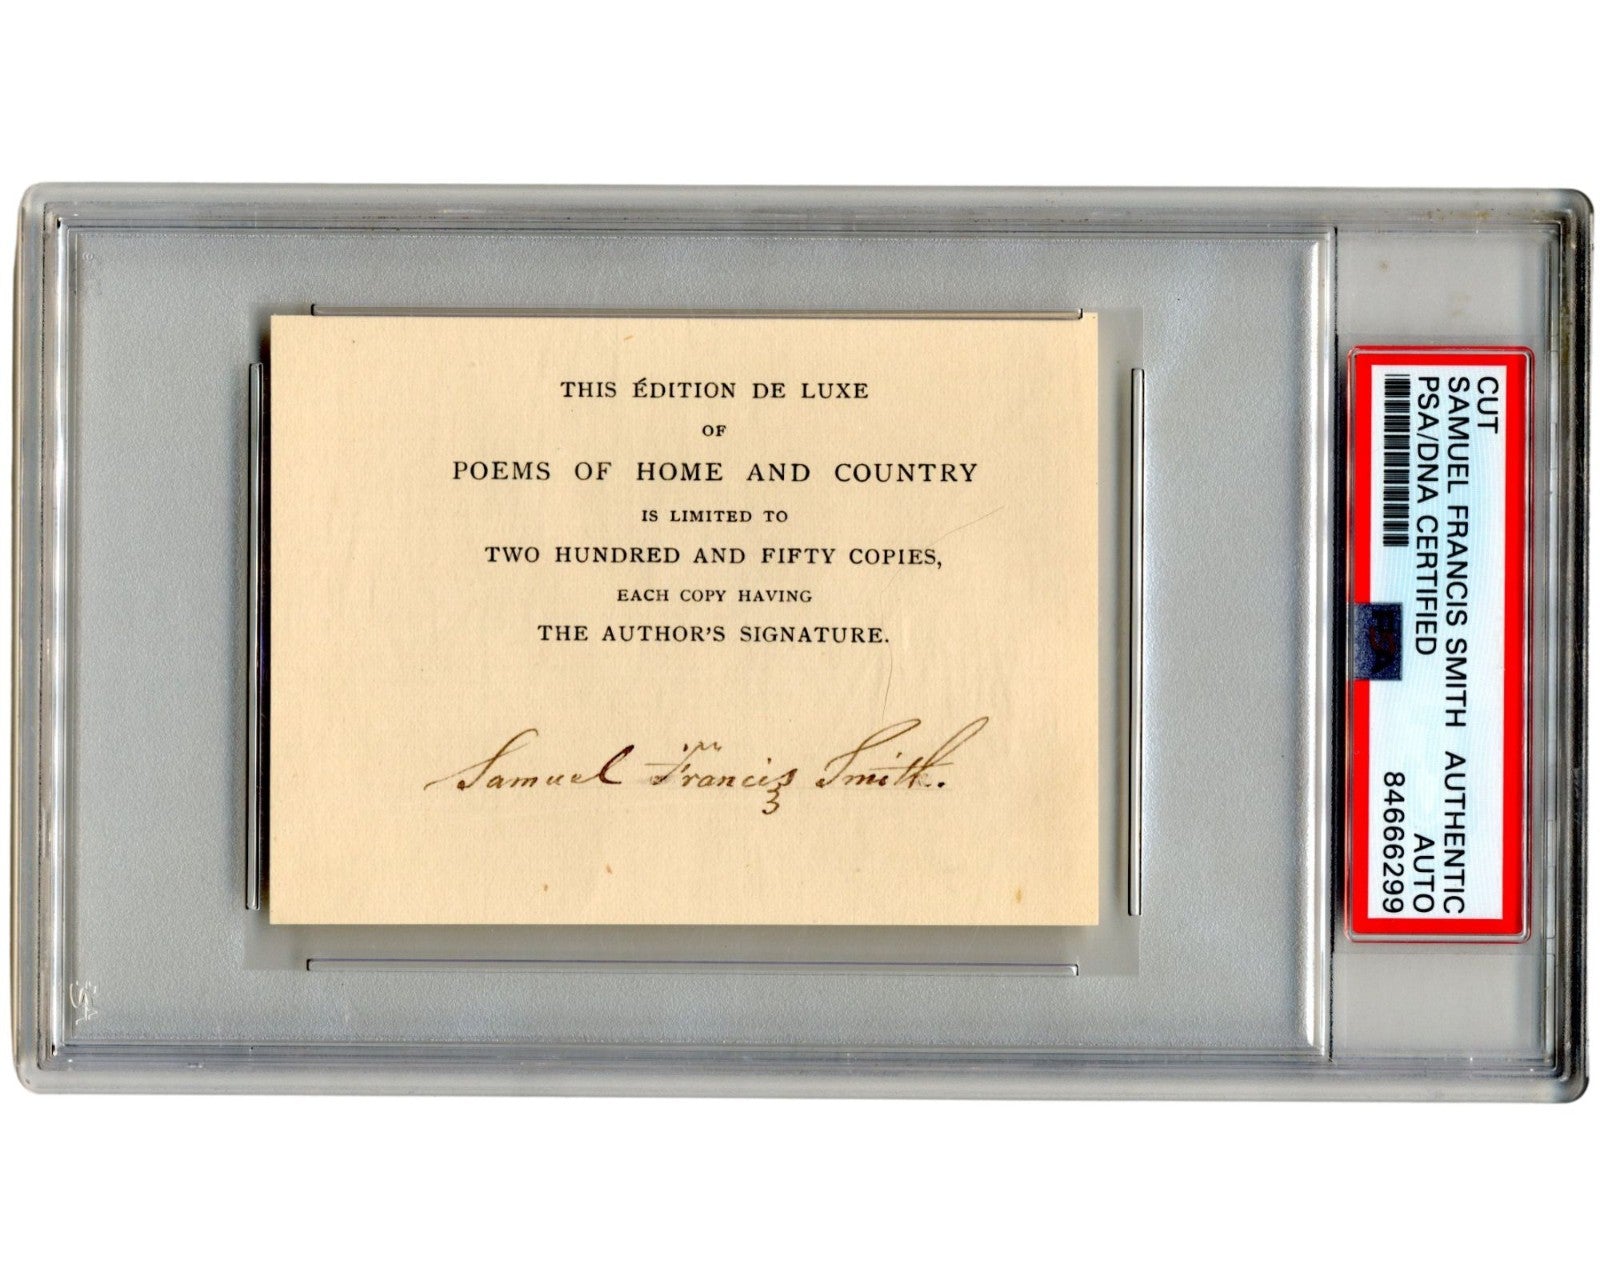 THIS ÉDITION DE LUXE
OF
POEMS OF HOME AND COUNTRY
IS LIMITED TO
TWO HUNDRED AND FIFTY COPIES,
EACH COPY HAVING
THE AUTHOR'S SIGNATURE.
Samuel Francis Smith.
CUT
SAMUEL FRANCIS SMITH AUTHENTIC
PSA/DNA CERTIFIED AUTO
84666299
PSA